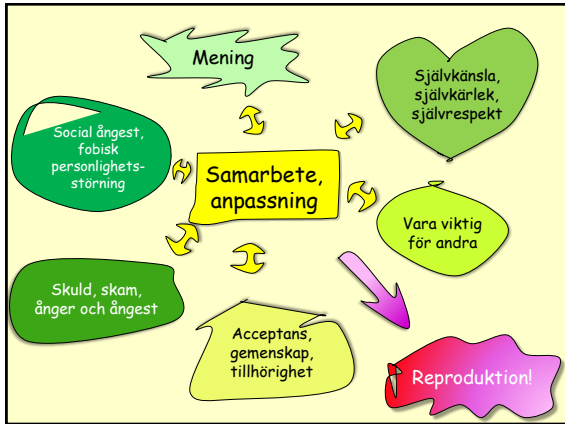 Mening
Självkänsla,
självkärlek,
självrespekt
Social ångest,
fobisk
personlighets-
störning
Samarbete,
anpassning
Vara viktig
för andra
Skuld, skam,
ånger och ångest
Acceptans,
gemenskap,
tillhörighet
Reproduktion!